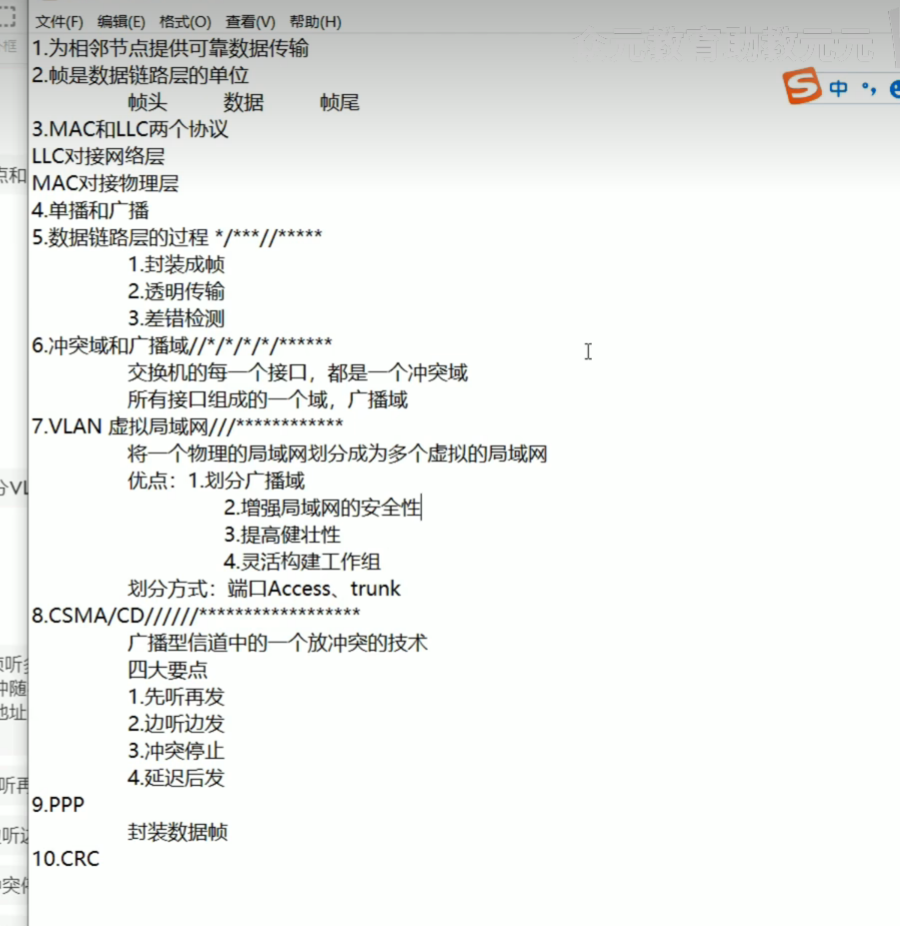 文件(F) 编辑(E) 格式(O) 查看(V) 帮助(H)
1.为相邻节点提供可靠数据传输
2.帧是数据链路层的单位
帧头 数据 帧尾
3.MAC和LLC两个协议
LLC对接网络层
MAC对接物理层
4.单播和广播
5.数据链路层的过程 */***//*****
1.封装成帧
2.透明传输
3.差错检测
6.冲突域和广播域//*/*/*/*/******
交换机的每一个接口，都是一个冲突域
所有接口组成的一个域，广播域
7.VLAN 虚拟局域网///************
将一个物理的局域网划分成为多个虚拟的局域网
优点：1.划分广播域
2.增强局域网的安全性
3.提高健壮性
4.灵活构建工作组
划分方式：端口Access、trunk
8.CSMA/CD//////******************
广播型信道中的一个放冲突的技术
四大要点
1.先听再发
2.边听边发
3.冲突停止
4.延迟后发
9.PPP
封装数据帧
10.CRC
中